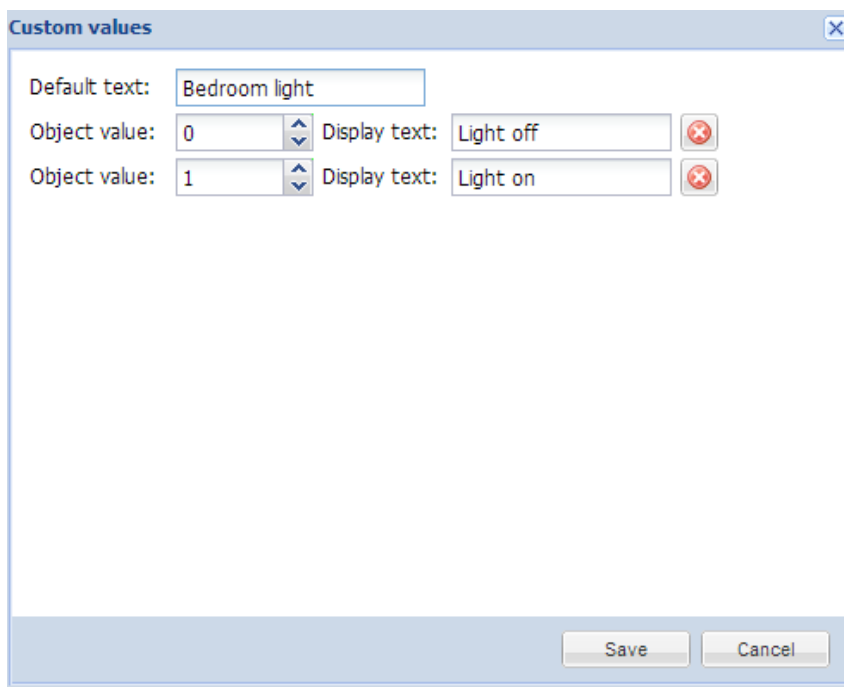 Custom values
Default text: Bedroom light
Object value: 0 Display text: Light off
Object value: 1 Display text: Light on
Save Cancel